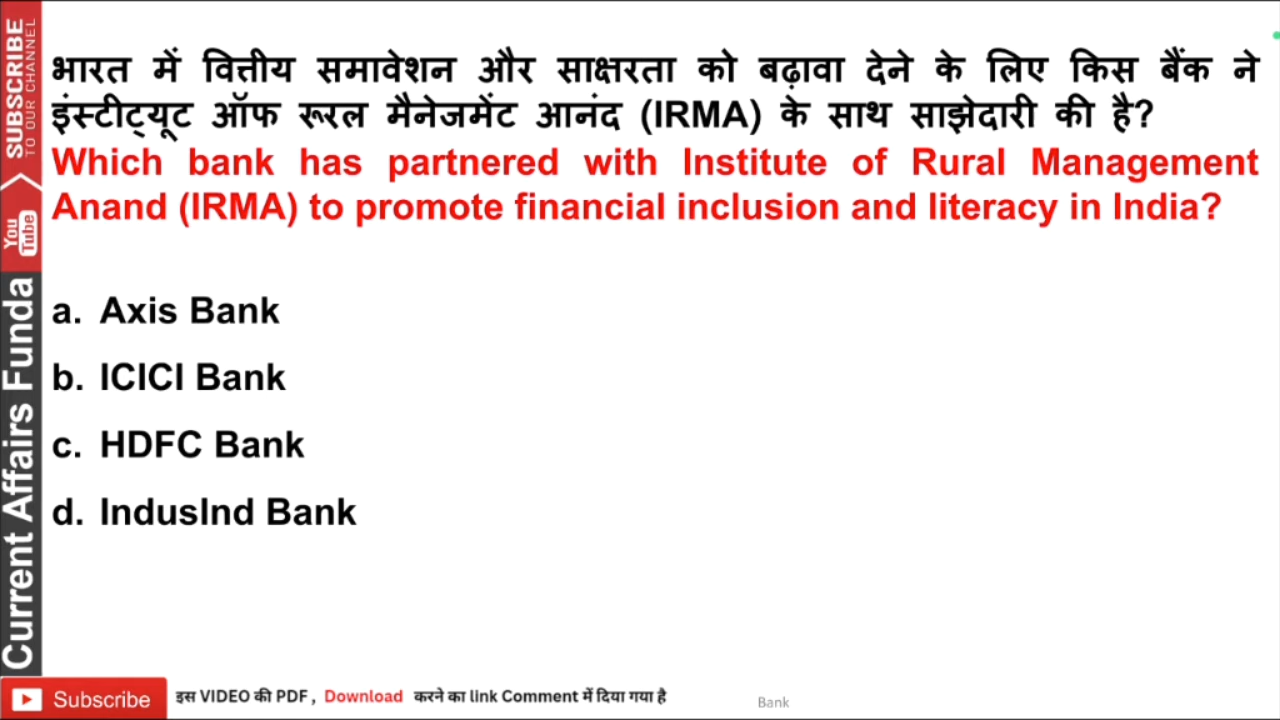 भारत में वित्तीय समावेशन और साक्षरता को बढ़ावा देने के लिए किस बैंक ने
इंस्टीट्यूट ऑफ रूरल मैनेजमेंट आनंद (IRMA) के साथ साझेदारी की है?
Which bank has partnered with Institute of Rural Management
Anand (IRMA) to promote financial inclusion and literacy in India?
a. Axis Bank
b. ICICI Bank
c. HDFC Bank
d. IndusInd Bank
SUBSCRIBE
TO OUR CHANNEL
You Tube
Current Affairs Funda
Subscribe
इस VIDEO की PDF , Download करने का link Comment में दिया गया है
Bank